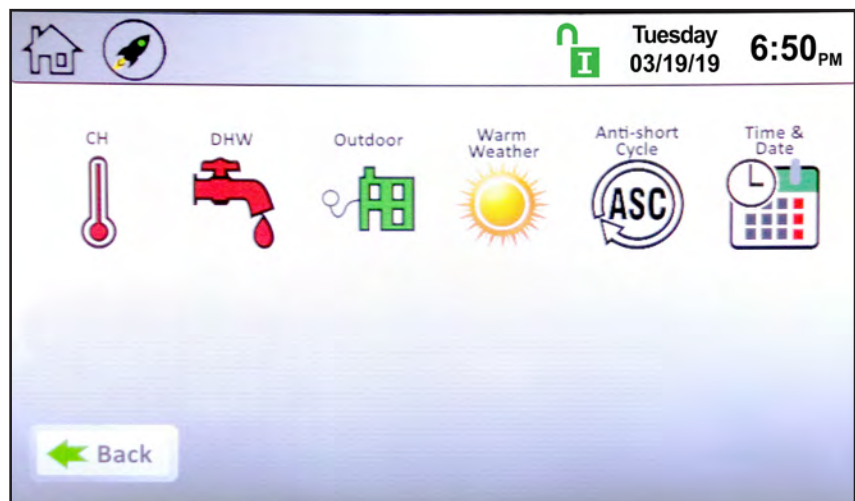 I
Tuesday
03/19/19
6:50PM
CH
DHW
Outdoor
Warm
Weather
Anti-short
Cycle
Time &
Date
ASC
L
Back